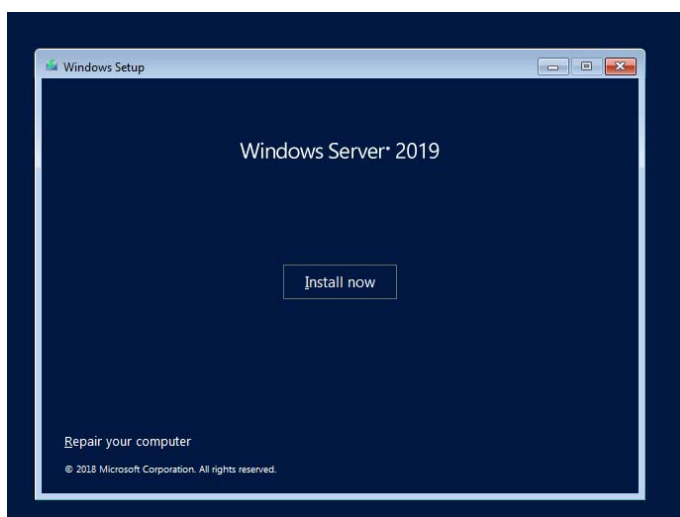 Windows Setup
Windows Server® 2019
Install now
Repair your computer
© 2018 Microsoft Corporation. All rights reserved.